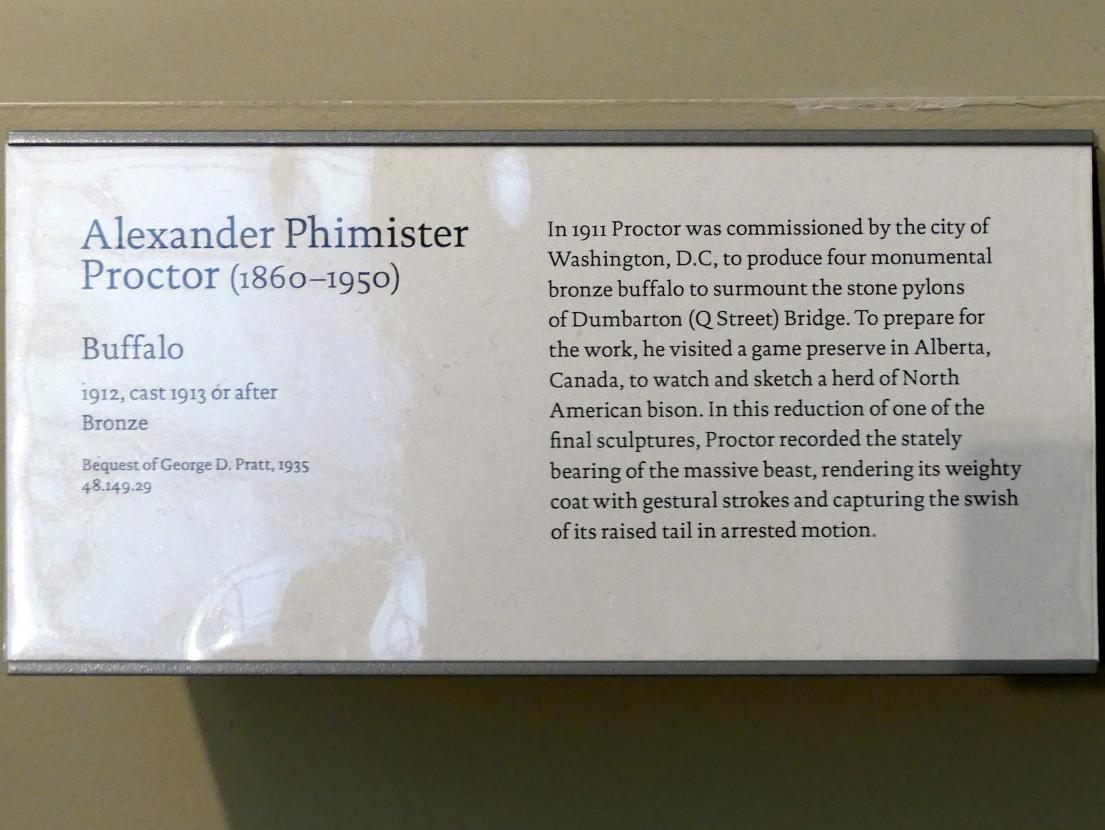 Alexander Phimister
Proctor (1860–1950)
Buffalo
1912, cast 1913 or after
Bronze
Bequest of George D. Pratt, 1935
48.149.29
In 1911 Proctor was commissioned by the city of
Washington, D.C, to produce four monumental
bronze buffalo to surmount the stone pylons
of Dumbarton (Q Street) Bridge. To prepare for
the work, he visited a game preserve in Alberta,
Canada, to watch and sketch a herd of North
American bison. In this reduction of one of the
final sculptures, Proctor recorded the stately
bearing of the massive beast, rendering its weighty
coat with gestural strokes and capturing the swish
of its raised tail in arrested motion.